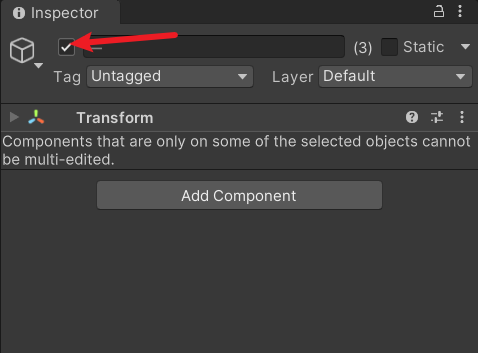 Inspector
— (3) Static
Tag Untagged Layer Default
Transform
Components that are only on some of the selected objects cannot
be multi-edited.
Add Component